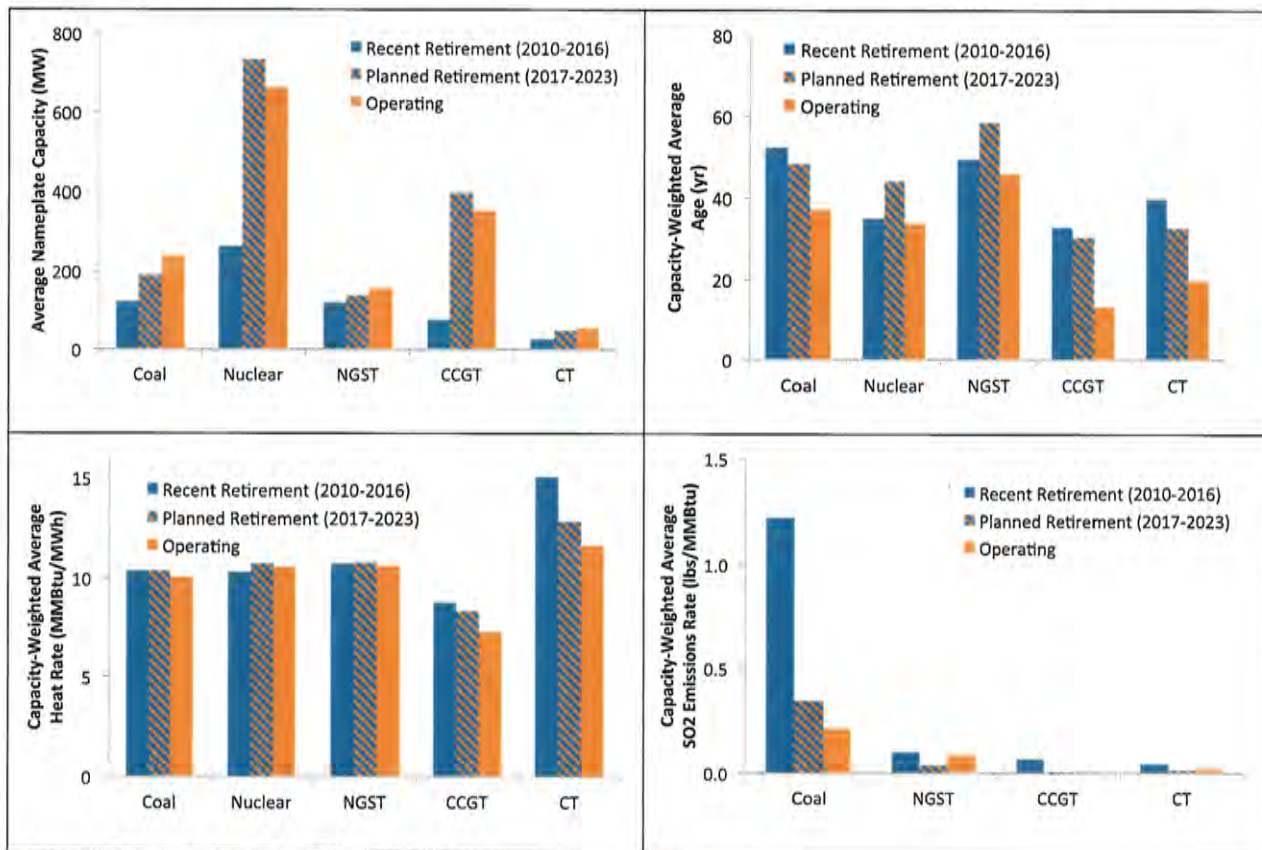 Average Nameplate Capacity (MW)
800
600
400
200
0
Recent Retirement (2010-2016)
Planned Retirement (2017-2023)
Operating
Coal
Nuclear
NGST
CCGT
CT
Capacity-Weighted Average
Age (yr)
80
60
40
20
0
Recent Retirement (2010-2016)
Planned Retirement (2017-2023)
Operating
Coal
Nuclear
NGST
CCGT
CT
Capacity-Weighted Average
Heat Rate (MMBtu/MWh)
15
10
5
0
Recent Retirement (2010-2016)
Planned Retirement (2017-2023)
Operating
Coal
Nuclear
NGST
CCGT
CT
Capacity-Weighted Average
SO2 Emissions Rate (lbs/MMBtu)
1.5
1.0
0.5
0.0
Recent Retirement (2010-2016)
Planned Retirement (2017-2023)
Operating
Coal
NGST
CCGT
CT